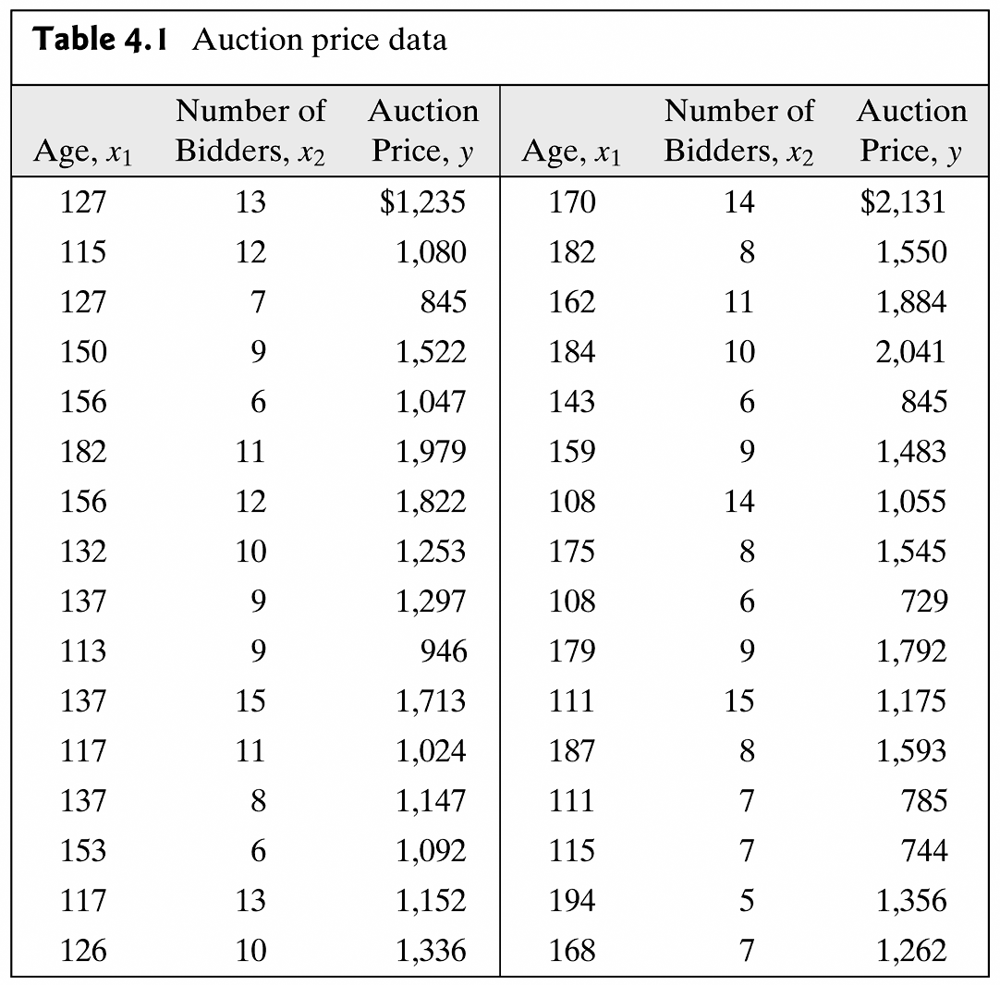 Table 4.1 Auction price data
Number of Auction Number of Auction
Age, x1 Bidders, x2 Price, y Age, x1 Bidders, x2 Price, y
127 13 $1,235 170 14 $2,131
115 12 1,080 182 8 1,550
127 7 845 162 11 1,884
150 9 1,522 184 10 2,041
156 6 1,047 143 6 845
182 11 1,979 159 9 1,483
156 12 1,822 108 14 1,055
132 10 1,253 175 8 1,545
137 9 1,297 108 6 729
113 9 946 179 9 1,792
137 15 1,713 111 15 1,175
117 11 1,024 187 8 1,593
137 8 1,147 111 7 785
153 6 1,092 115 7 744
117 13 1,152 194 5 1,356
126 10 1,336 168 7 1,262